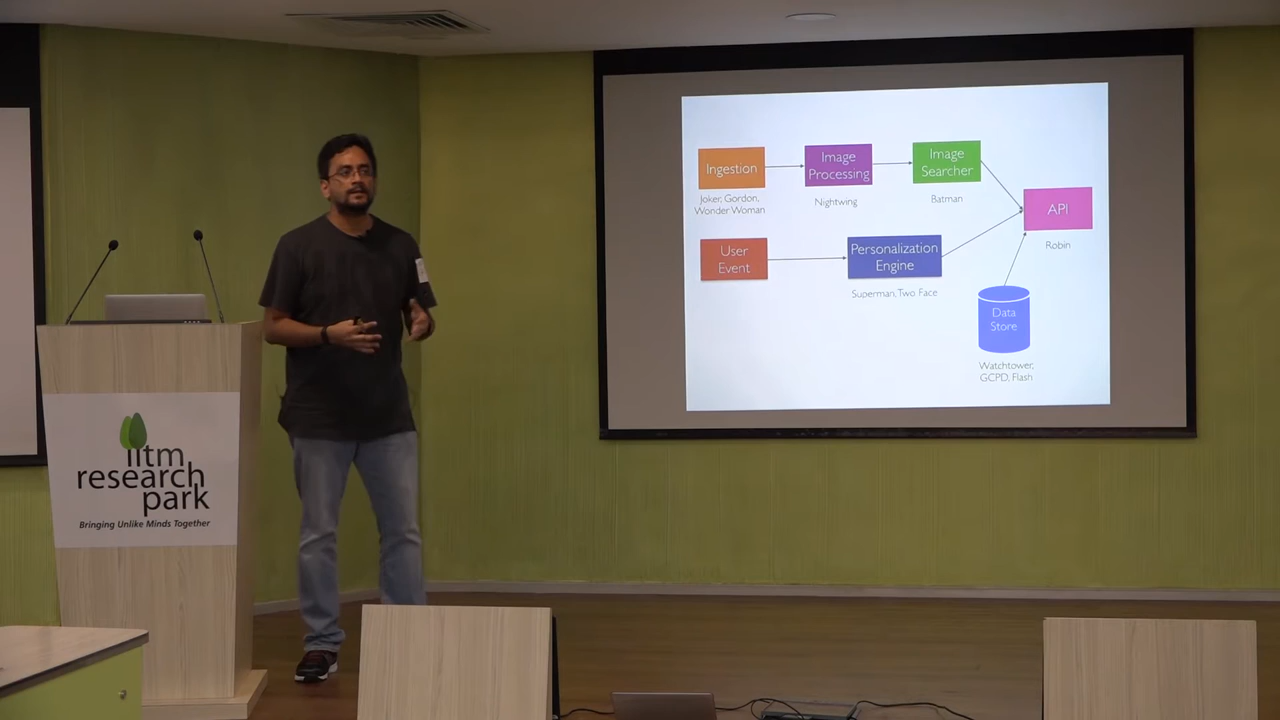 Ingestion
Joker, Gordon,
Wonder Woman
Image
Processing
Nightwing
Image
Searcher
Batman
API
Robin
User
Event
Personalization
Engine
Superman, Two Face
Data
Store
Watchtower,
GCPD, Flash
iitm
research
park
Bringing Unlike Minds Together